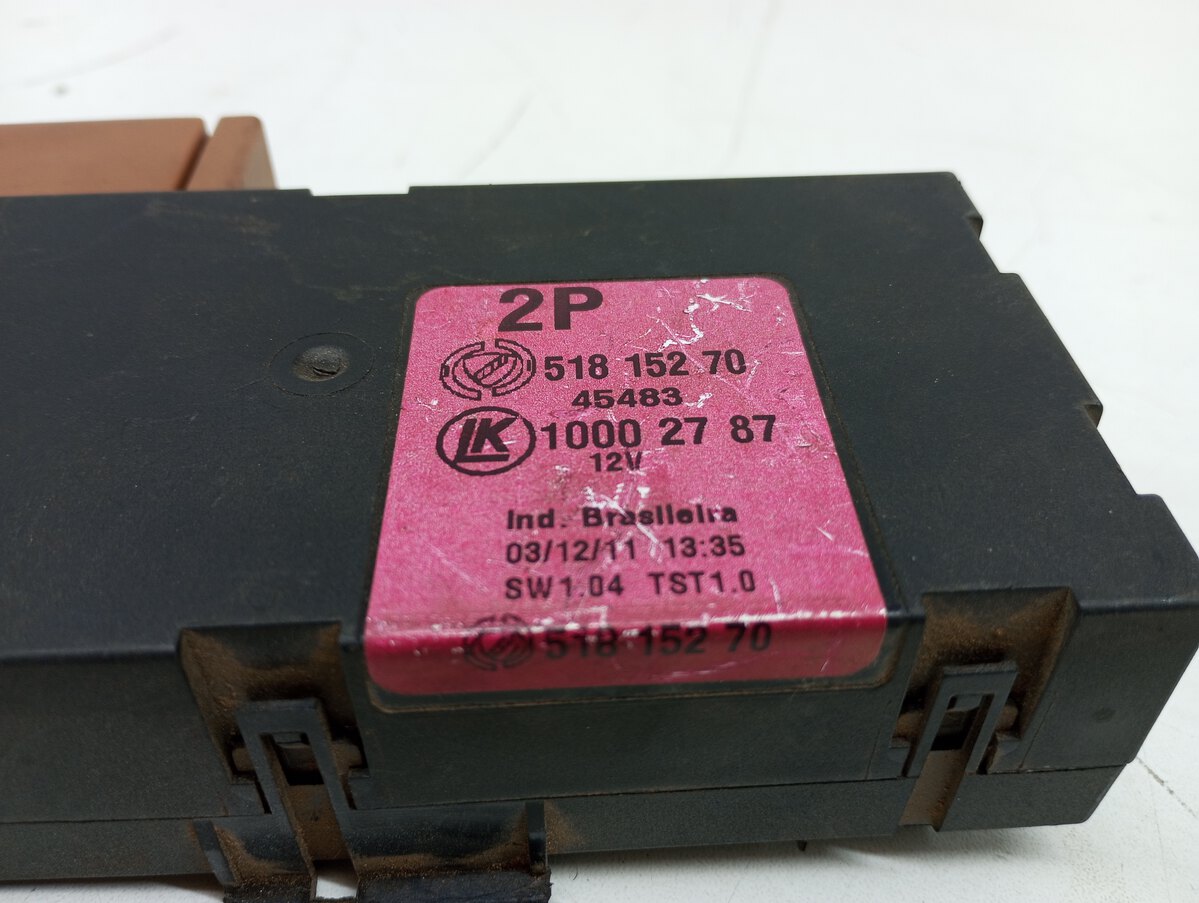 2P
518 152 70
45483
LK 1000 27 87
12V
Ind. Brasileira
03/12/11 13:35
SW1.04 TST1.0
518 152 70